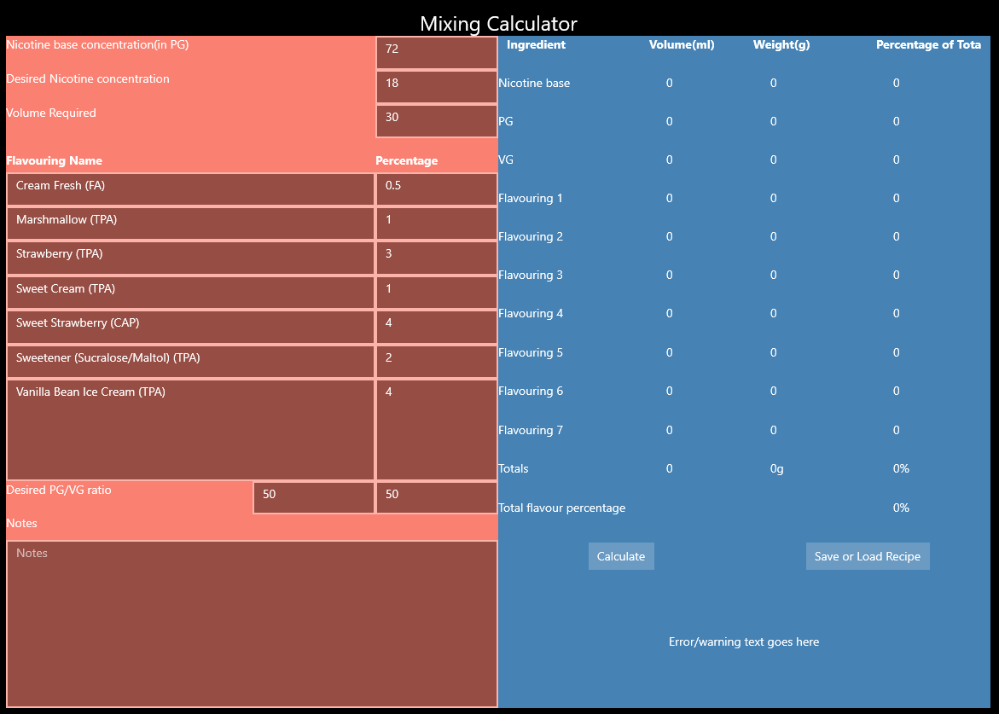 Mixing Calculator
Nicotine base concentration(in PG) 72
Desired Nicotine concentration 18
Volume Required 30
Flavouring Name Percentage
Cream Fresh (FA) 0.5
Marshmallow (TPA) 1
Strawberry (TPA) 3
Sweet Cream (TPA) 1
Sweet Strawberry (CAP) 4
Sweetener (Sucralose/Maltol) (TPA) 2
Vanilla Bean Ice Cream (TPA) 4
Desired PG/VG ratio 50 50
Notes
Notes
Ingredient Volume(ml) Weight(g) Percentage of Tota
Nicotine base 0 0 0
PG 0 0 0
VG 0 0 0
Flavouring 1 0 0 0
Flavouring 2 0 0 0
Flavouring 3 0 0 0
Flavouring 4 0 0 0
Flavouring 5 0 0 0
Flavouring 6 0 0 0
Flavouring 7 0 0 0
Totals 0 0g 0%
Total flavour percentage 0%
Calculate Save or Load Recipe
Error/warning text goes here